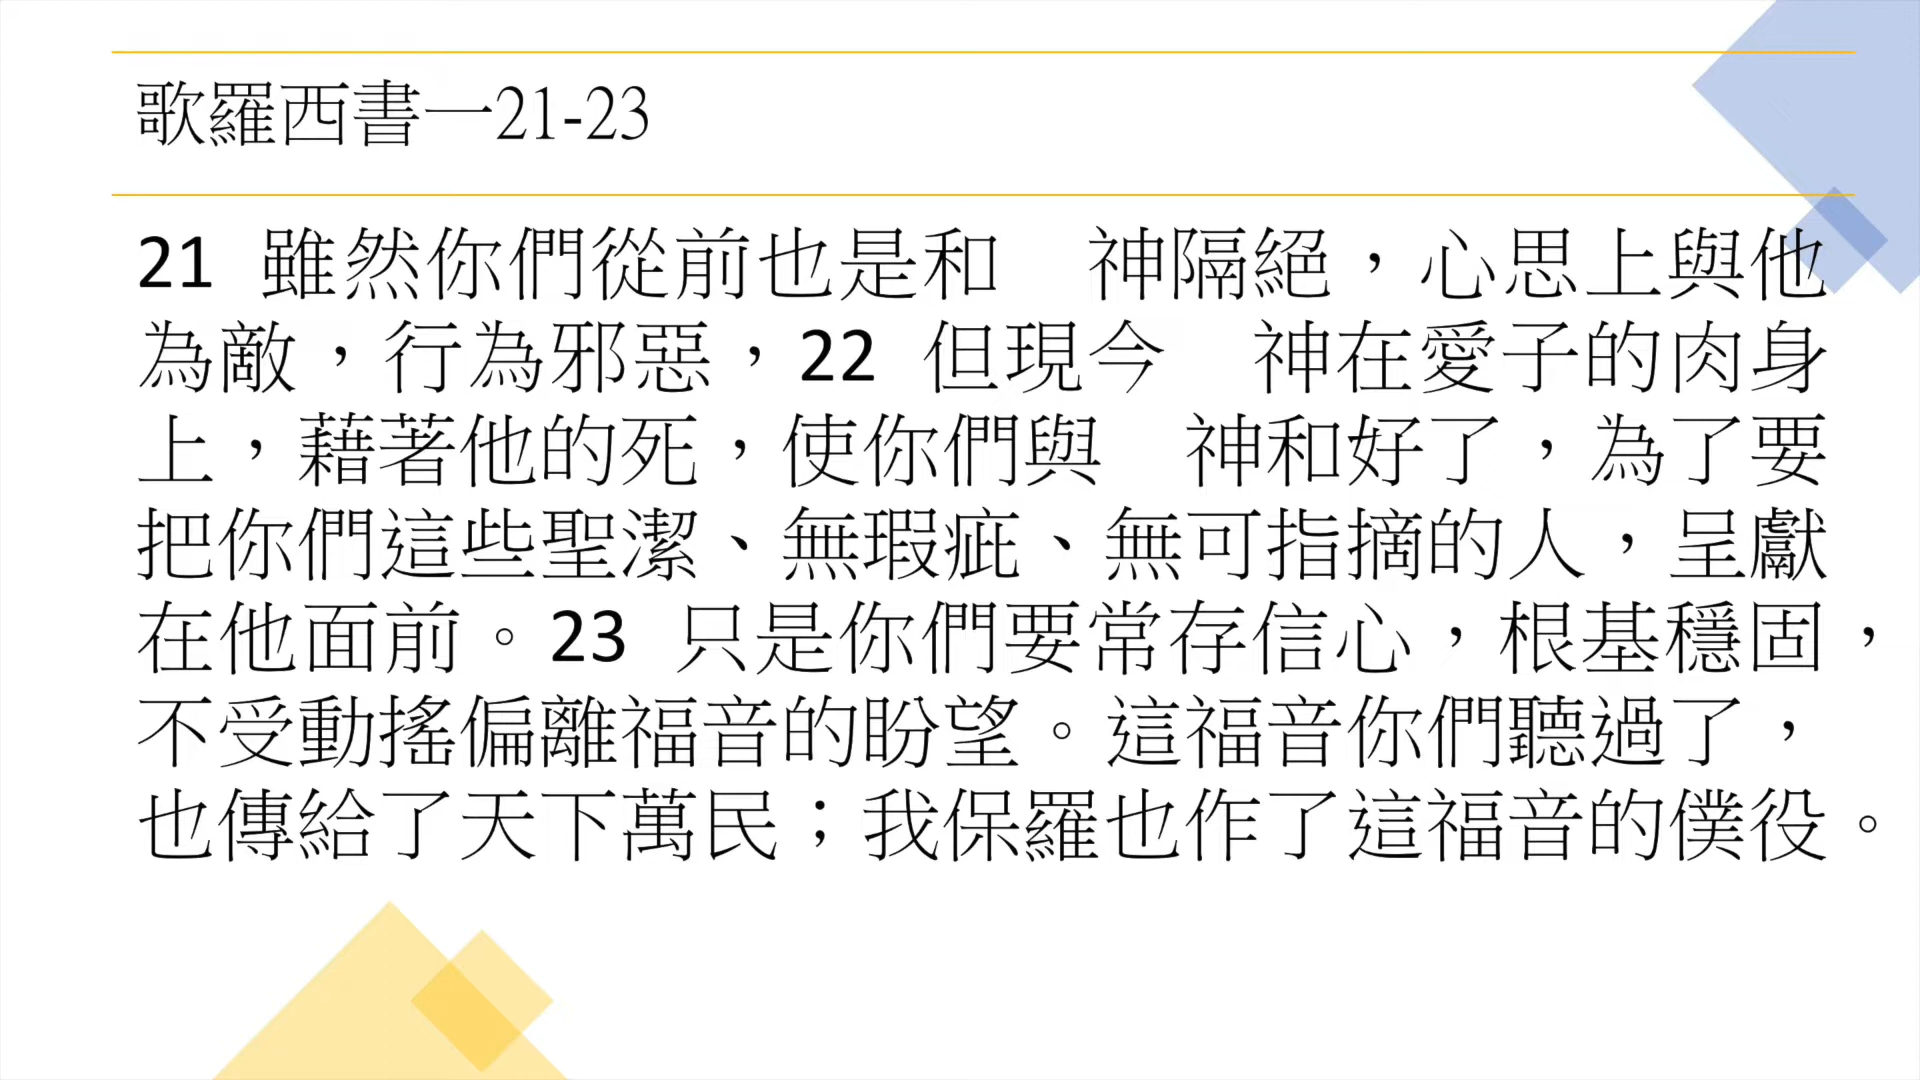 歌羅西書一21-23
21 雖然你們從前也是和　神隔絕，心思上與他
為敵，行為邪惡，22 但現今　神在愛子的肉身
上，藉著他的死，使你們與　神和好了，為了要
把你們這些聖潔、無瑕疵、無可指摘的人，呈獻
在他面前。23 只是你們要常存信心，根基穩固，
不受動搖偏離福音的盼望。這福音你們聽過了，
也傳給了天下萬民；我保羅也作了這福音的僕役。